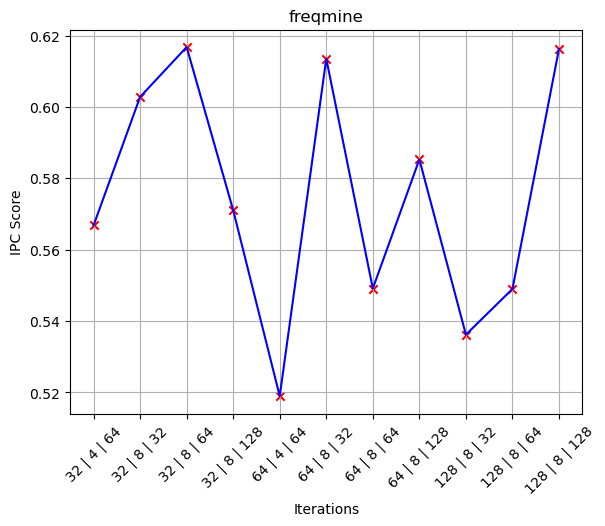 freqmine
IPC Score
0.62
0.60
0.58
0.56
0.54
0.52
32 | 4 | 64
32 | 8 | 32
32 | 8 | 64
32 | 8 | 128
64 | 4 | 64
64 | 8 | 32
64 | 8 | 64
64 | 8 | 128
128 | 8 | 32
128 | 8 | 64
128 | 8 | 128
Iterations